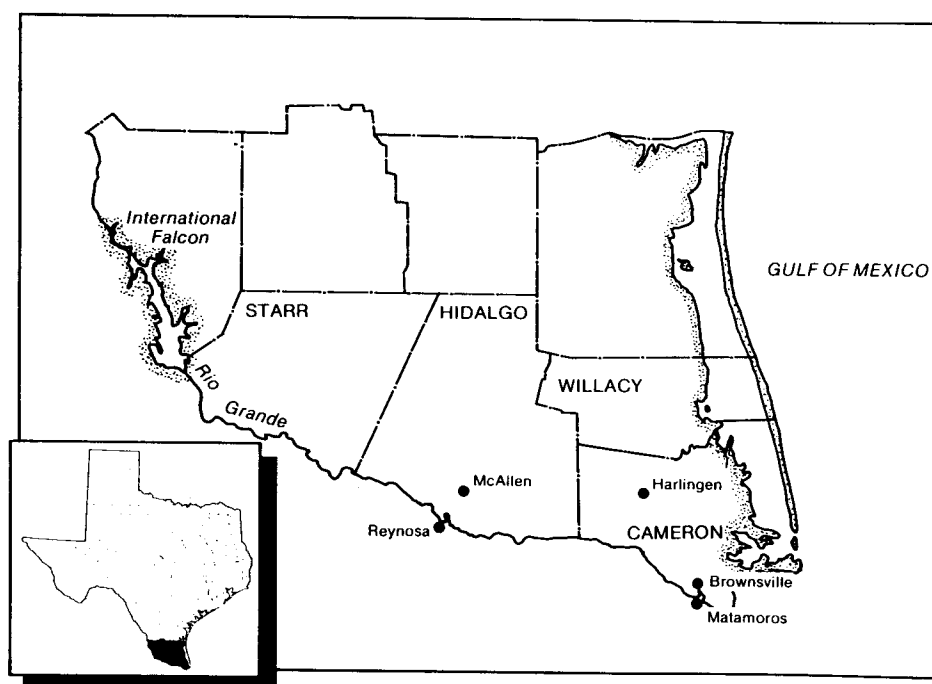 International
Falcon
GULF OF MEXICO
STARR
HIDALGO
Rio
Grande
WILLACY
McAllen
Harlingen
Reynosa
CAMERON
Brownsville
Matamoros